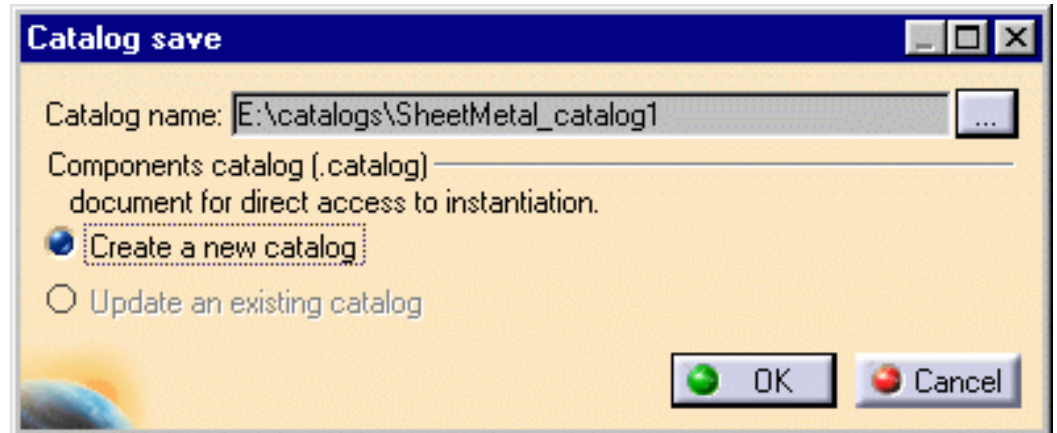 Catalog save
Catalog name: E:\catalogs\SheetMetal_catalog1 ...
Components catalog (.catalog)
document for direct access to instantiation.
Create a new catalog
Update an existing catalog
OK Cancel